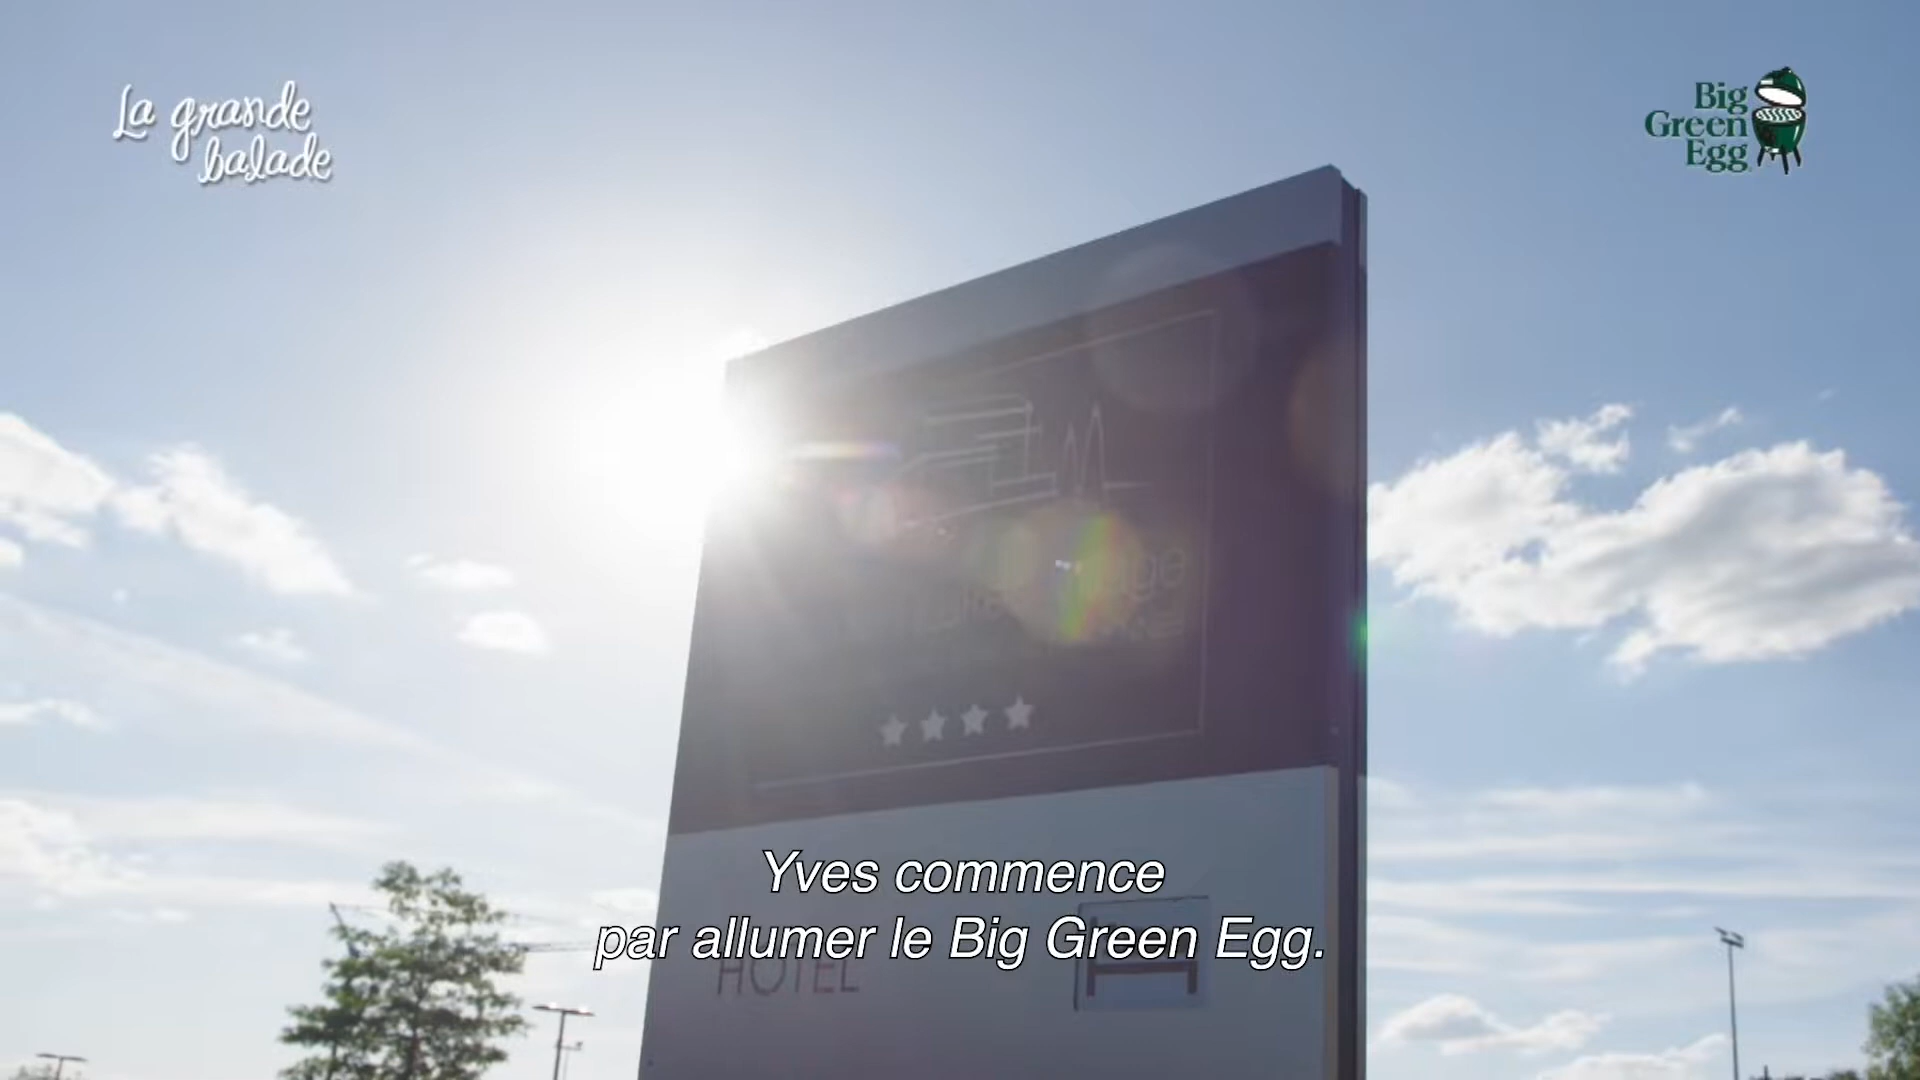 La grande
balade
Big
Green
Egg
Yves commence
par allumer le Big Green Egg.
HOTEL